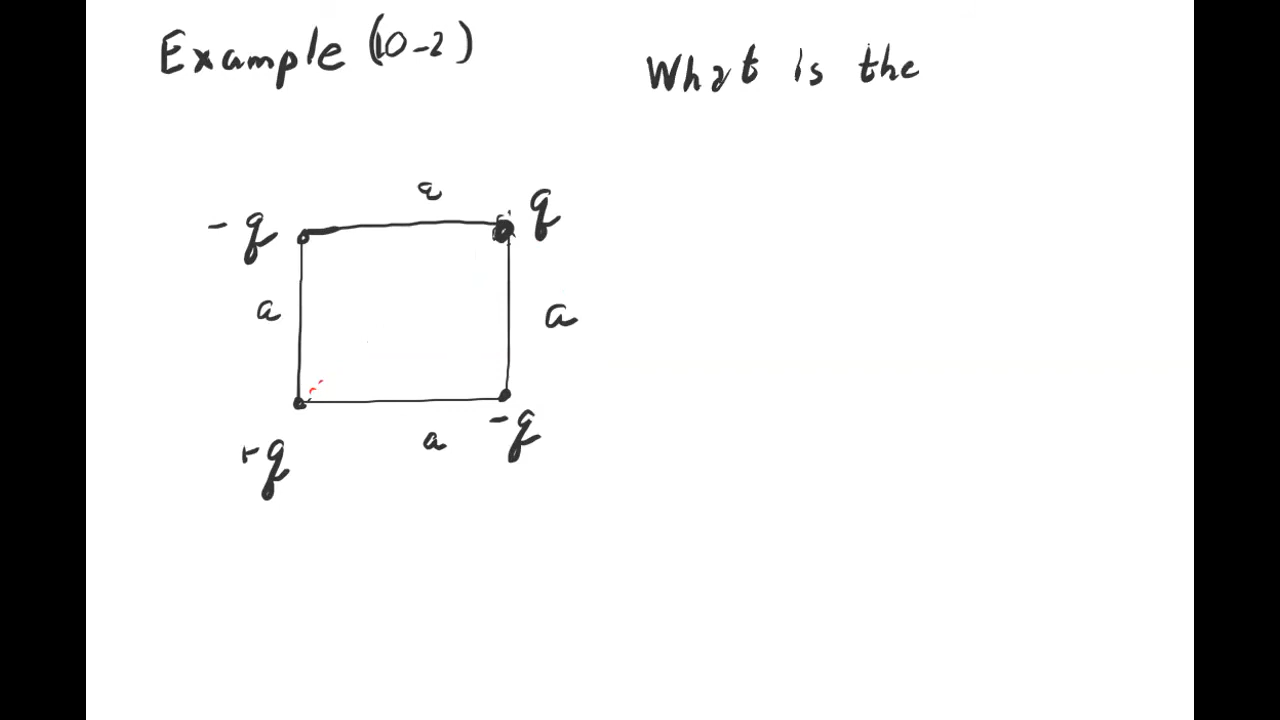 Example (10-2)
What is the
a
-q
q
a
a
-q
a
+q